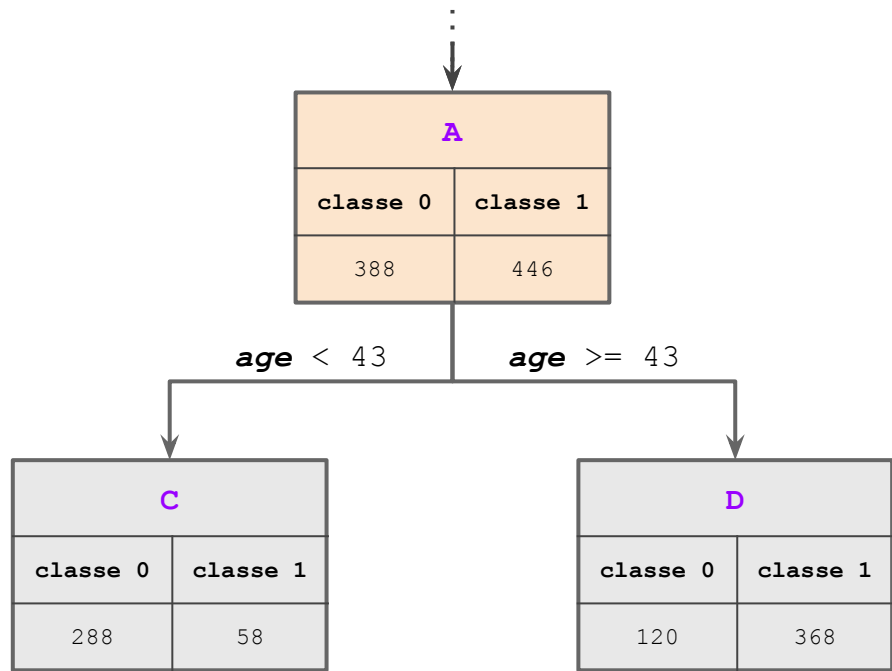 A
classe 0 classe 1
388 446
age < 43 age >= 43
C D
classe 0 classe 1 classe 0 classe 1
288 58 120 368